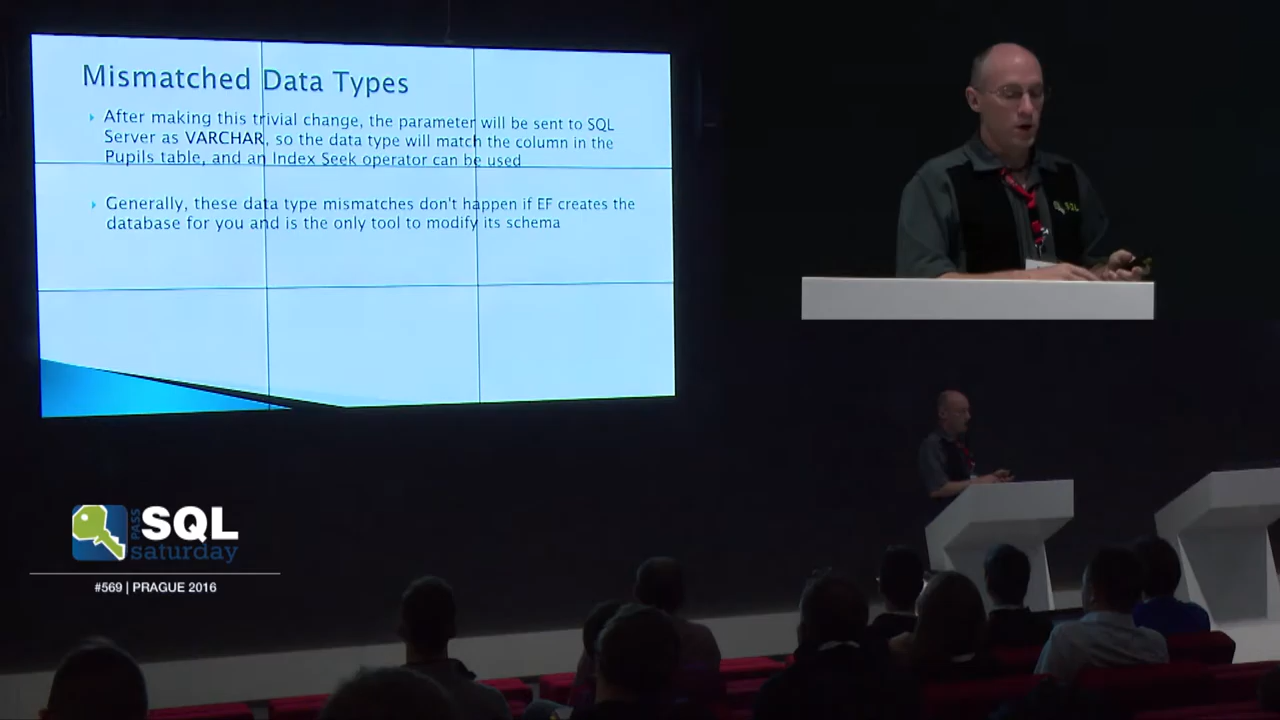 Mismatched Data Types
After making this trivial change, the parameter will be sent to SQL
Server as VARCHAR, so the data type will match the column in the
Pupils table, and an Index Seek operator can be used
Generally, these data type mismatches don't happen if EF creates the
database for you and is the only tool to modify its schema
SQL
PASS
SQL
saturday
#569 | PRAGUE 2016